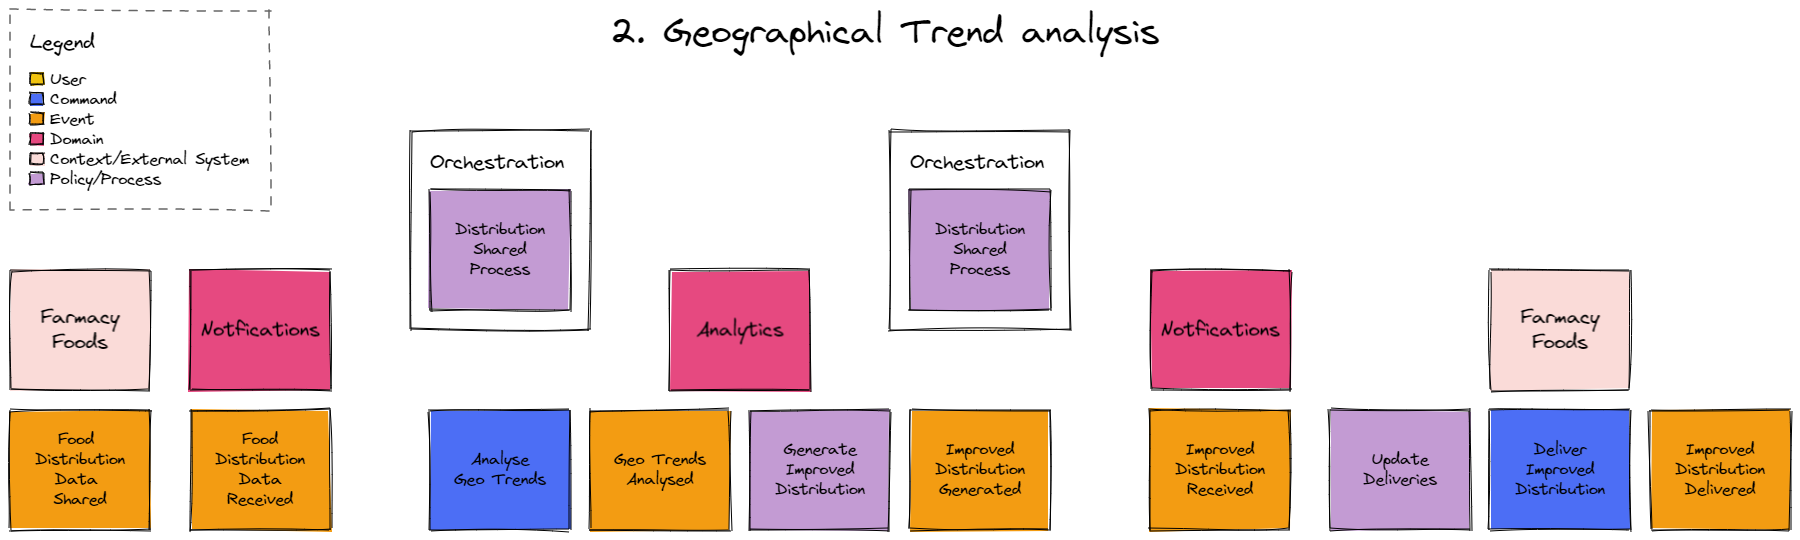 2. Geographical Trend analysis
Legend
User
Command
Event
Domain
Context/External System
Policy/Process
Orchestration
Distribution
Shared
Process
Orchestration
Distribution
Shared
Process
Farmacy
Foods
Notfications
Analytics
Notfications
Farmacy
Foods
Food
Distribution
Data
Shared
Food
Distribution
Data
Received
Analyse
Geo Trends
Geo Trends
Analysed
Generate
Improved
Distribution
Improved
Distribution
Generated
Improved
Distribution
Received
Update
Deliveries
Deliver
Improved
Distribution
Improved
Distribution
Delivered